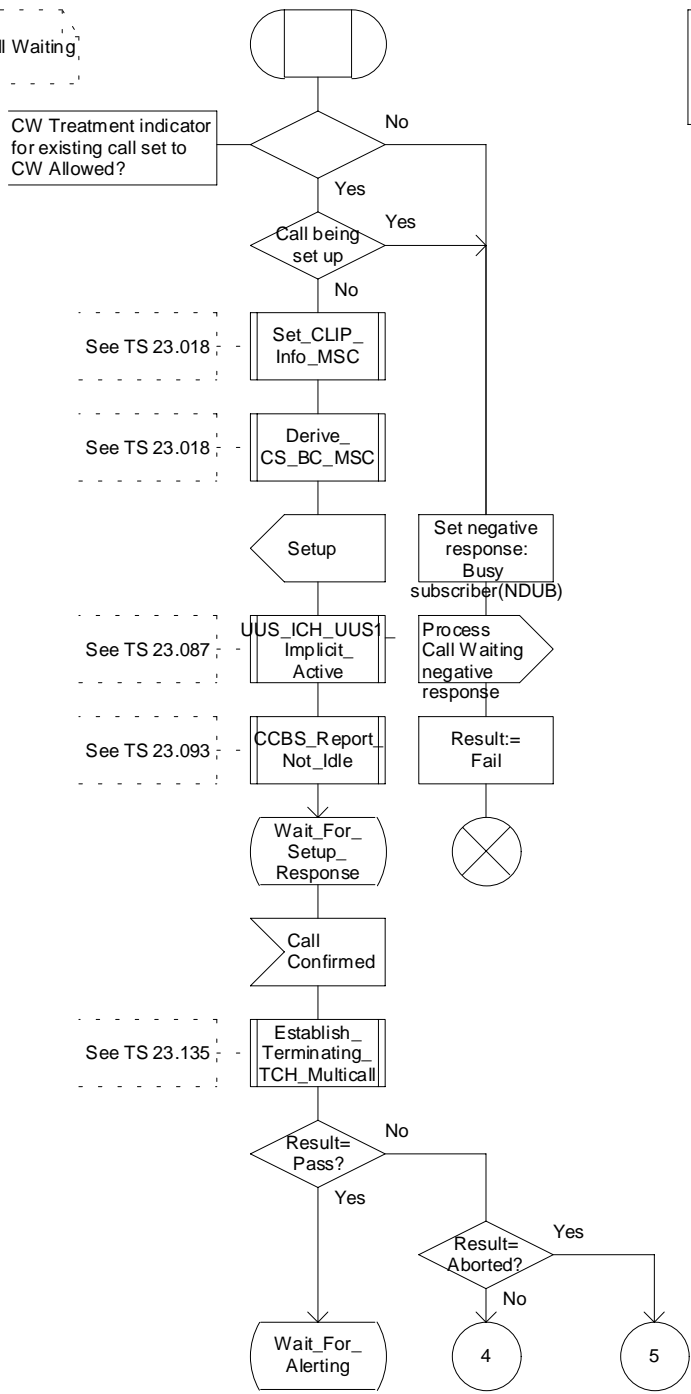 ll Waiting
CW Treatment indicator
for existing call set to
CW Allowed?
No
Yes
Call being
set up
Yes
No
See TS 23.018
Set_CLIP_
Info_MSC
See TS 23.018
Derive_
CS_BC_MSC
Setup
Set negative
response:
Busy
subscriber(NDUB)
See TS 23.087
UUS_ICH_UUS1_
Implicit_
Active
Process
Call Waiting
negative
response
See TS 23.093
CCBS_Report_
Not_Idle
Result:=
Fail
Wait_For_
Setup_
Response
Call
Confirmed
See TS 23.135
Establish_
Terminating_
TCH_Multicall
Result=
Pass?
No
Yes
Result=
Aborted?
Yes
No
Wait_For_
Alerting
4
5